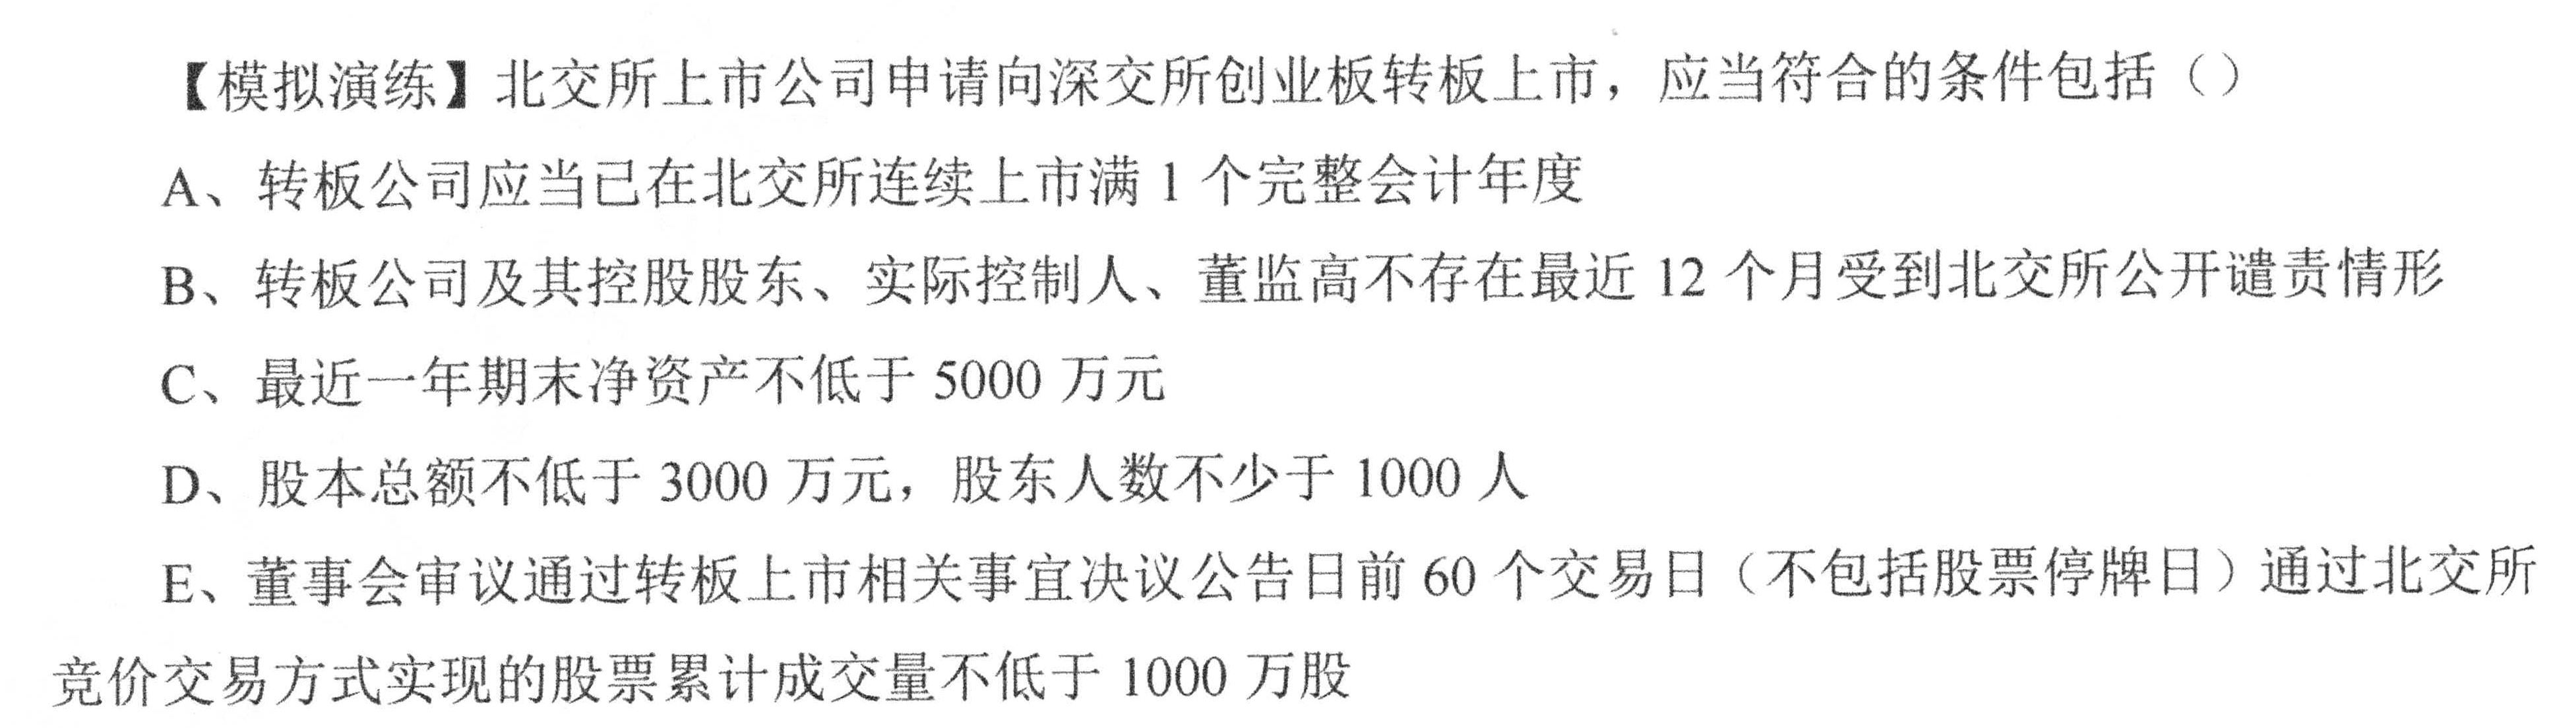 【模拟演练】北交所上市公司申请向深交所创业板转板上市，应当符合的条件包括（）
A、转板公司应当已在北交所连续上市满 1 个完整会计年度
B、转板公司及其控股股东、实际控制人、董监高不存在最近 12 个月受到北交所公开谴责情形
C、最近一年期末净资产不低于 5000 万元
D、股本总额不低于 3000 万元，股东人数不少于 1000 人
E、董事会审议通过转板上市相关事宜决议公告日前 60 个交易日（不包括股票停牌日）通过北交所
竞价交易方式实现的股票累计成交量不低于 1000 万股